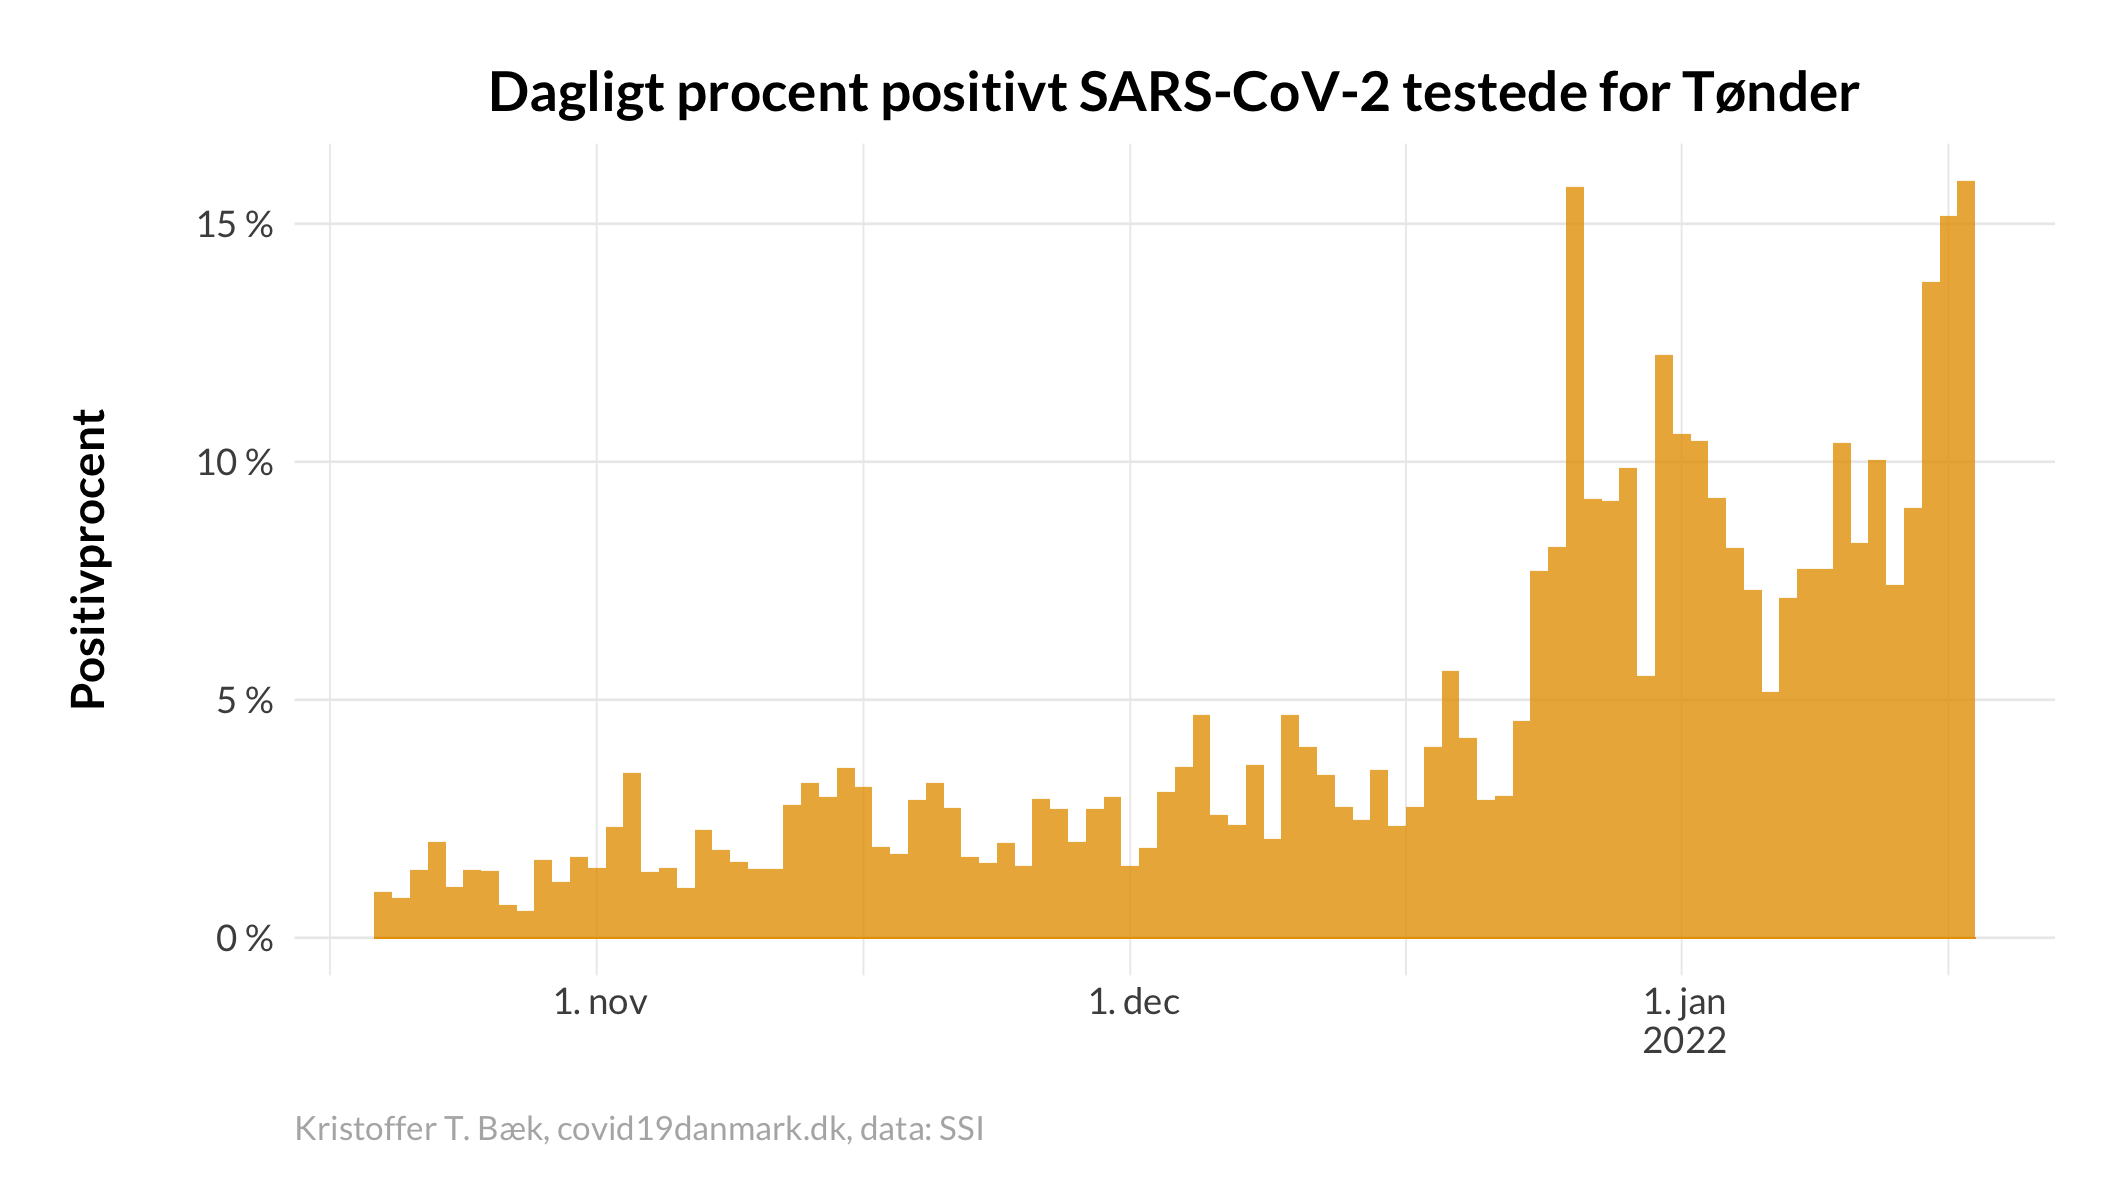 Dagligt procent positivt SARS-CoV-2 testede for Tønder
Positivprocent
15 %
10 %
5 %
0 %
1. nov
1. dec
1. jan
2022
Kristoffer T. Bæk, covid19danmark.dk, data: SSI